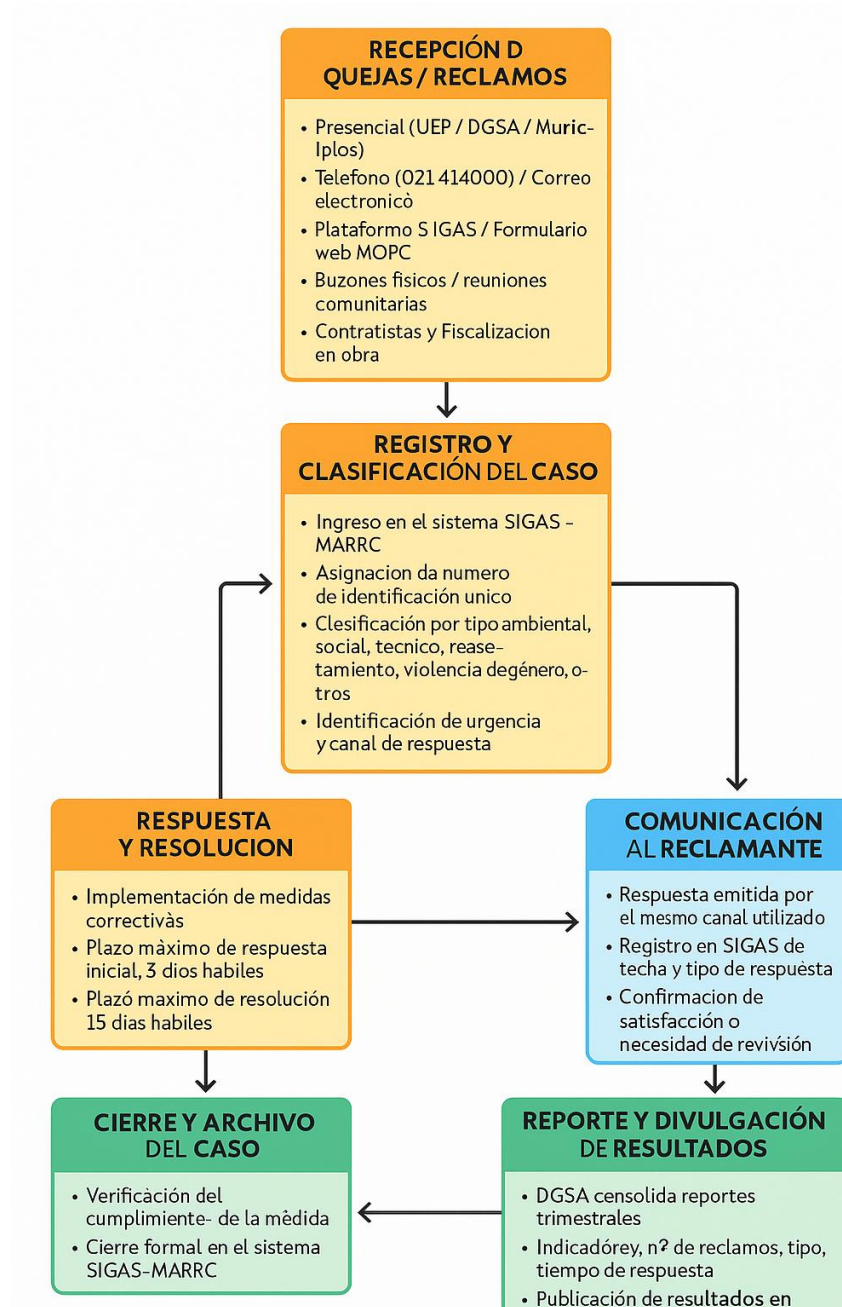 RECEPCIÓN D
QUEJAS / RECLAMOS
• Presencial (UEP / DGSA / Muric-
Iplos)
• Telefono (021 414000) / Correo
electronicò
• Plataformo S IGAS / Formulario
web MOPC
• Buzones fisicos / reuniones
comunitarias
• Contratistas y Fiscalizacion
en obra
REGISTRO Y
CLASIFICACIÓN DEL CASO
• Ingreso en el sistema SIGAS –
MARRC
• Asignacion da numero
de identificación unico
• Clesificación por tipo ambiental,
social, tecnico, rease-
tamiento, violencia degénero, o-
tros
• Identificación de urgencia
y canal de respuesta
RESPUESTA
Y RESOLUCION
• Implementación de medidas
correctivàs
• Plazo màximo de respuesta
inicial, 3 dios habiles
• Plazó maximo de resolución
15 dias habiles
COMUNICACIÓN
AL RECLAMANTE
• Respuesta emitida por
el mesmo canal utilizado
• Registro en SIGAS de
techa y tipo de respuèsta
• Confirmacion de
satisfacción o
necesidad de revivsión
CIERRE Y ARCHIVO
DEL CASO
• Verificàción del
cumplimiente- de la mèdida
• Cierre formal en el sistema
SIGAS–MARRC
REPORTE Y DIVULGACIÓN
DE RESULTADOS
• DGSA censolida reportes
trimestrales
• Indicadórey, nº de reclamos, tipo,
tiempo de respuesta
• Publicación de resultados en